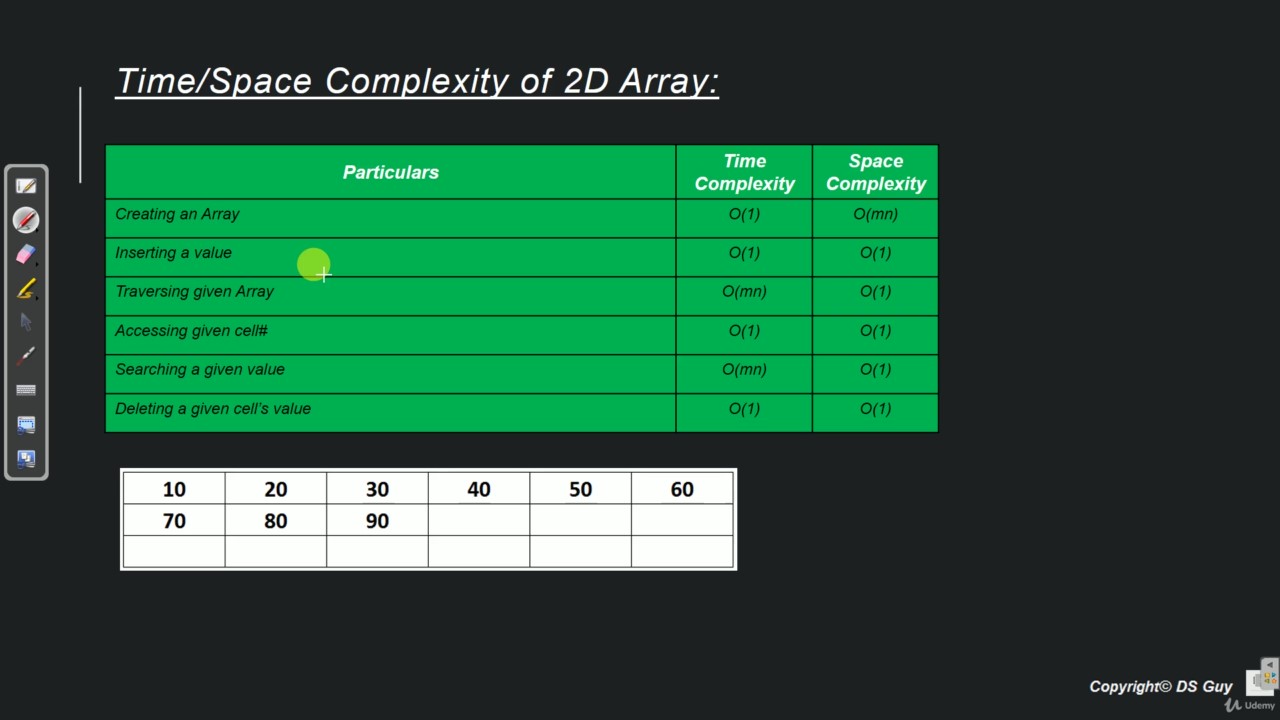 Time/Space Complexity of 2D Array:
Particulars Time Complexity Space Complexity
Creating an Array O(1) O(mn)
Inserting a value O(1) O(1)
Traversing given Array O(mn) O(1)
Accessing given cell# O(1) O(1)
Searching a given value O(mn) O(1)
Deleting a given cell's value O(1) O(1)
10 20 30 40 50 60
70 80 90
Copyright© DS Guy
Udemy